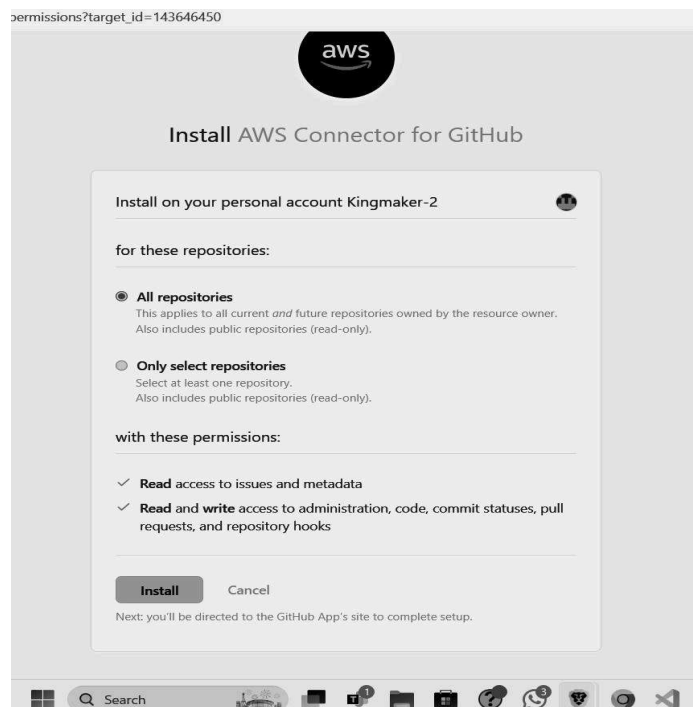 permissions?target_id=143646450
aws
Install AWS Connector for GitHub
Install on your personal account Kingmaker-2
for these repositories:
All repositories
This applies to all current and future repositories owned by the resource owner.
Also includes public repositories (read-only).
Only select repositories
Select at least one repository.
Also includes public repositories (read-only).
with these permissions:
Read access to issues and metadata
Read and write access to administration, code, commit statuses, pull
requests, and repository hooks
Install Cancel
Next: you'll be directed to the GitHub App's site to complete setup.
Search 1 3